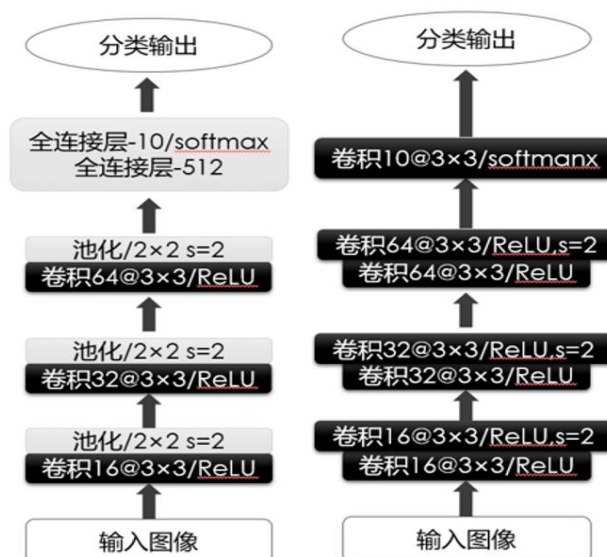 分类输出
全连接层-10/softmax
全连接层-512
池化/2×2 s=2
卷积64@3×3/ReLU
池化/2×2 s=2
卷积32@3×3/ReLU
池化/2×2 s=2
卷积16@3×3/ReLU
输入图像
分类输出
卷积10@3×3/softmanx
卷积64@3×3/ReLU,s=2
卷积64@3×3/ReLU
卷积32@3×3/ReLU,s=2
卷积32@3×3/ReLU
卷积16@3×3/ReLU,s=2
卷积16@3×3/ReLU
输入图像